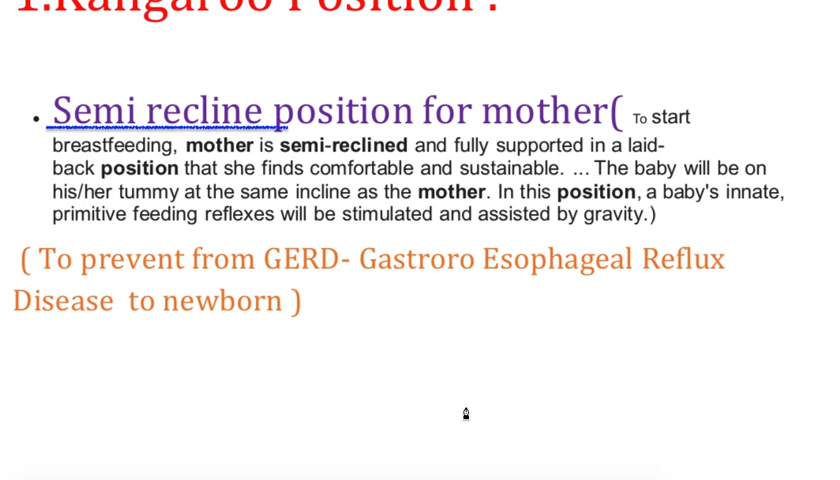 1.Kangaroo Position :
• Semi recline position for mother( To start
breastfeeding, mother is semi-reclined and fully supported in a laid-
back position that she finds comfortable and sustainable. ... The baby will be on
his/her tummy at the same incline as the mother. In this position, a baby's innate,
primitive feeding reflexes will be stimulated and assisted by gravity.)
( To prevent from GERD- Gastroro Esophageal Reflux
Disease to newborn )